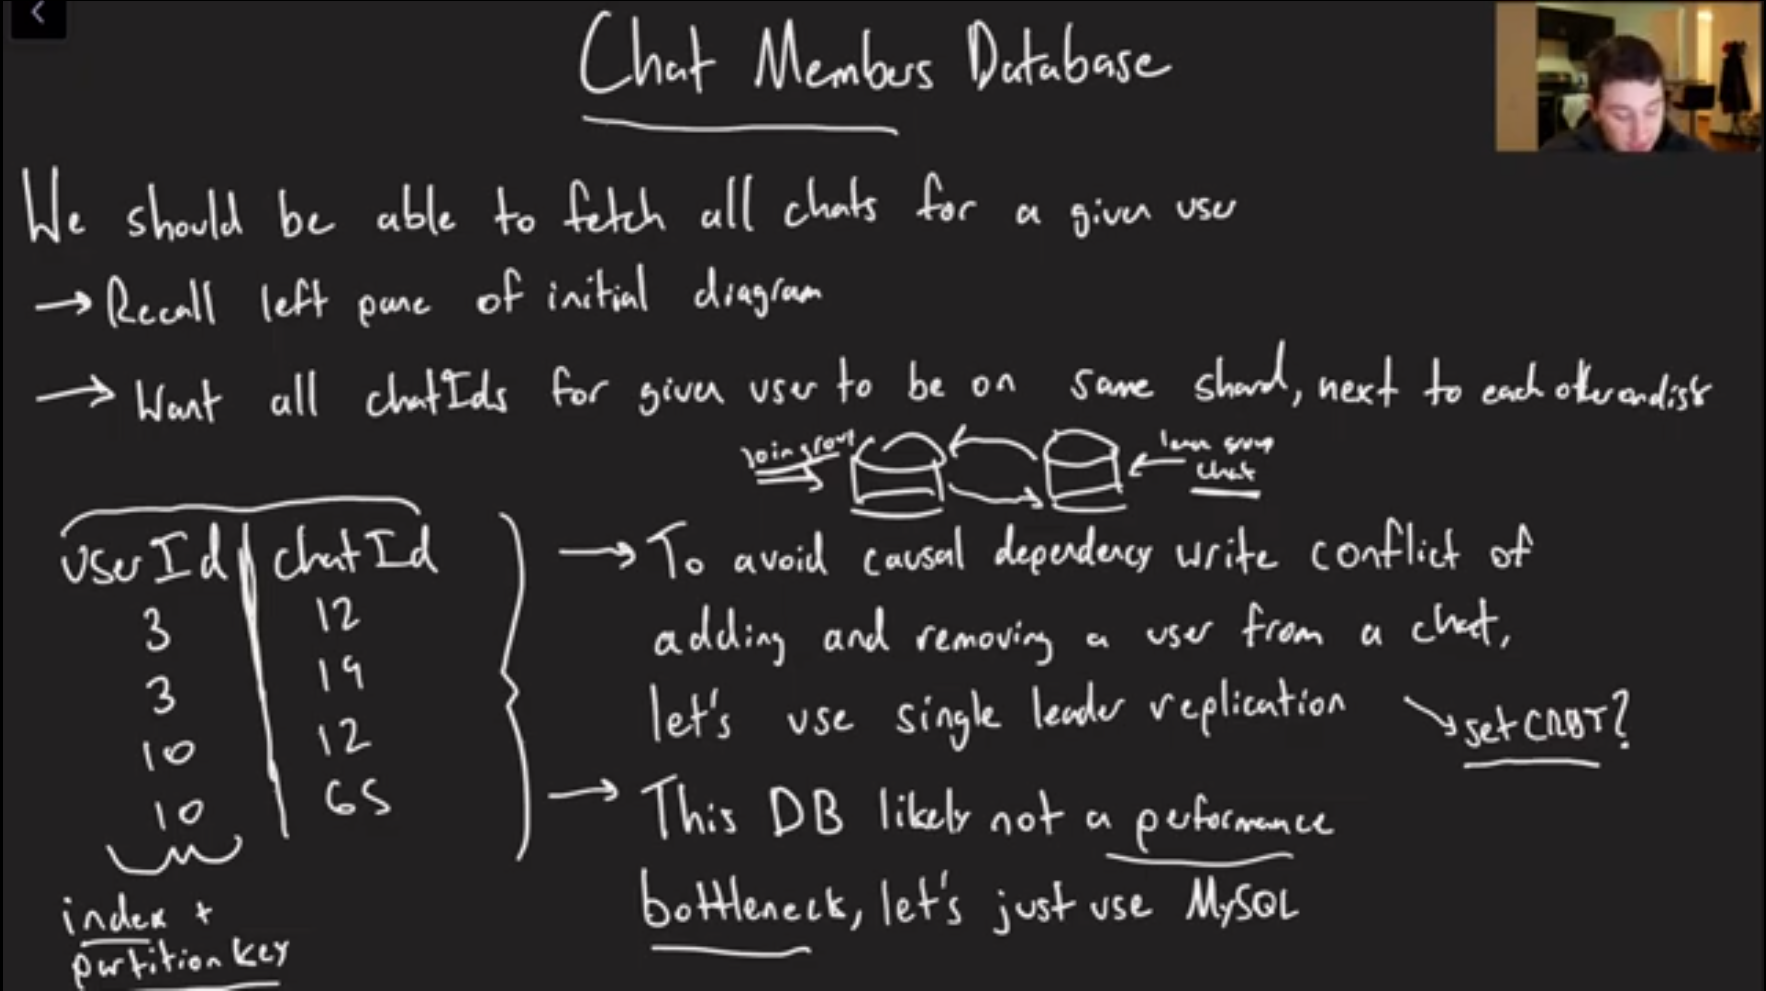 Chat Members Database
We should be able to fetch all chats for a given user
→ Recall left pane of initial diagram
→ Want all chatIds for given user to be on same shard, next to each other on disk
join group
leave group
chat
userId chatId
3 12
3 19
10 12
10 65
index +
partition key
→ To avoid causal dependency write conflict of
adding and removing a user from a chat,
let's use single leader replication
set CRDT?
→ This DB likely not a performance
bottleneck, let's just use MySQL